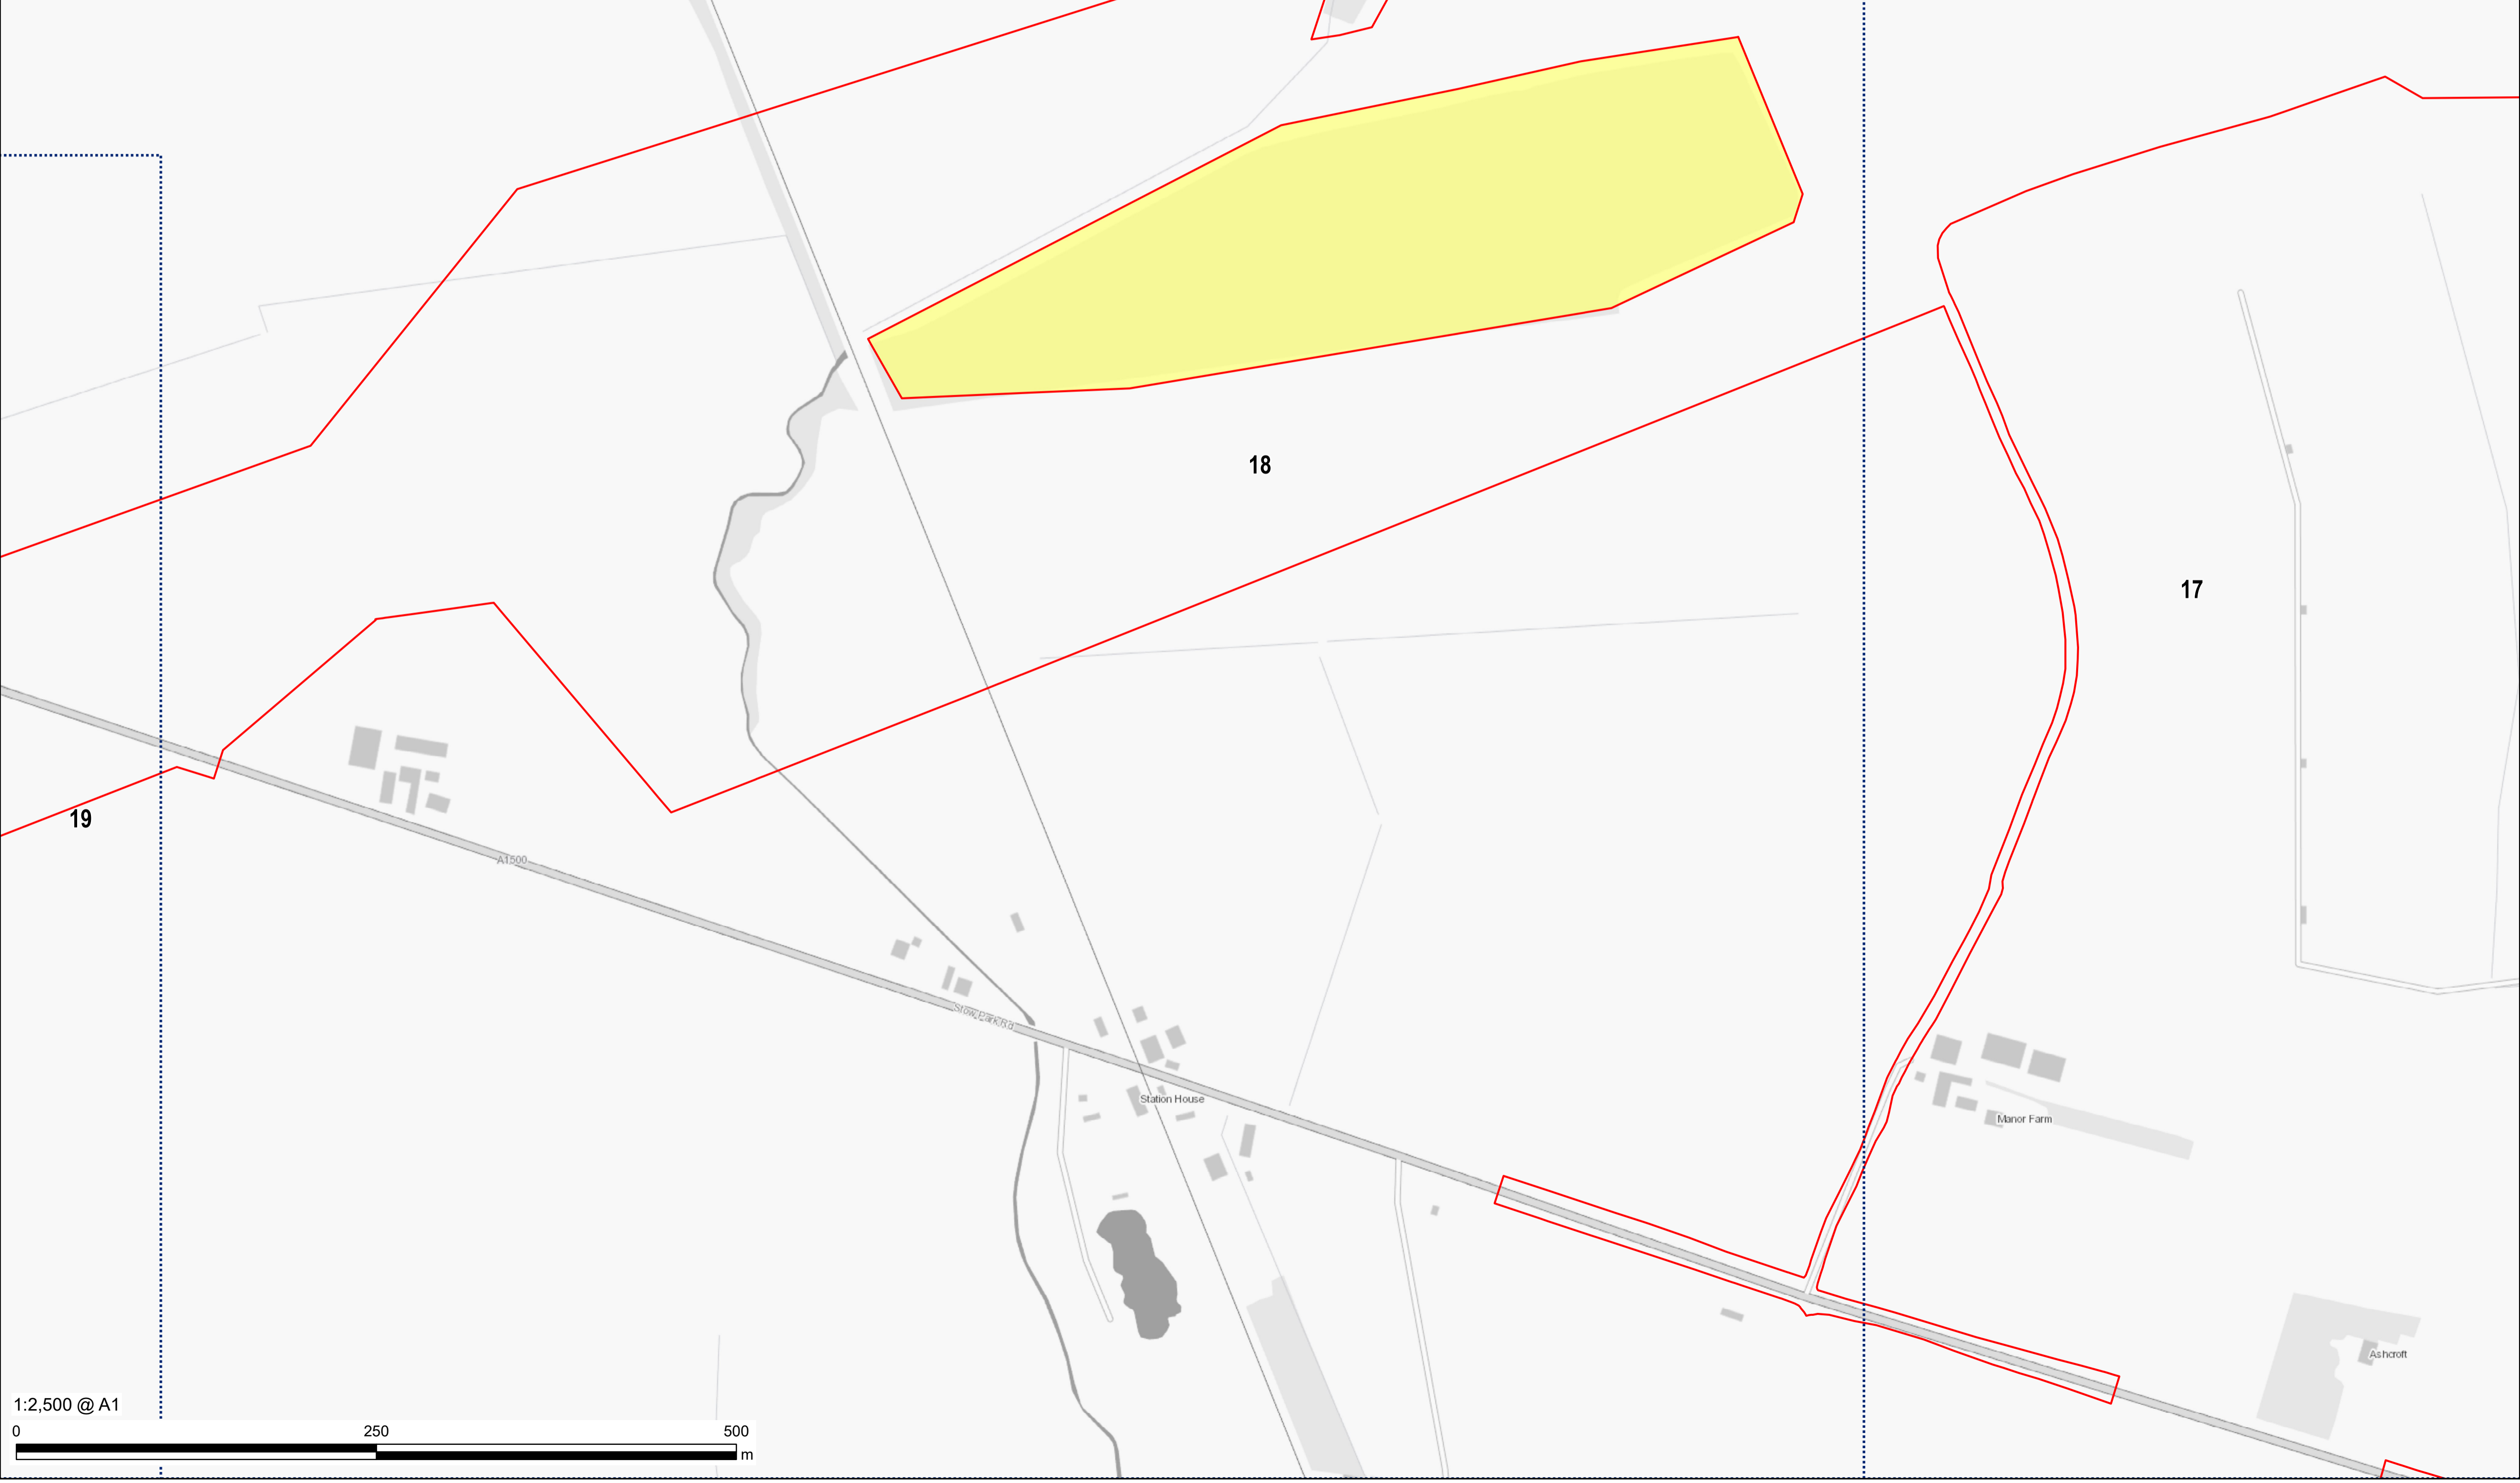 18
17
19
A1500
Stow Park Rd
Station House
Manor Farm
Ashcroft
1:2,500 @ A1
0 250 500
m